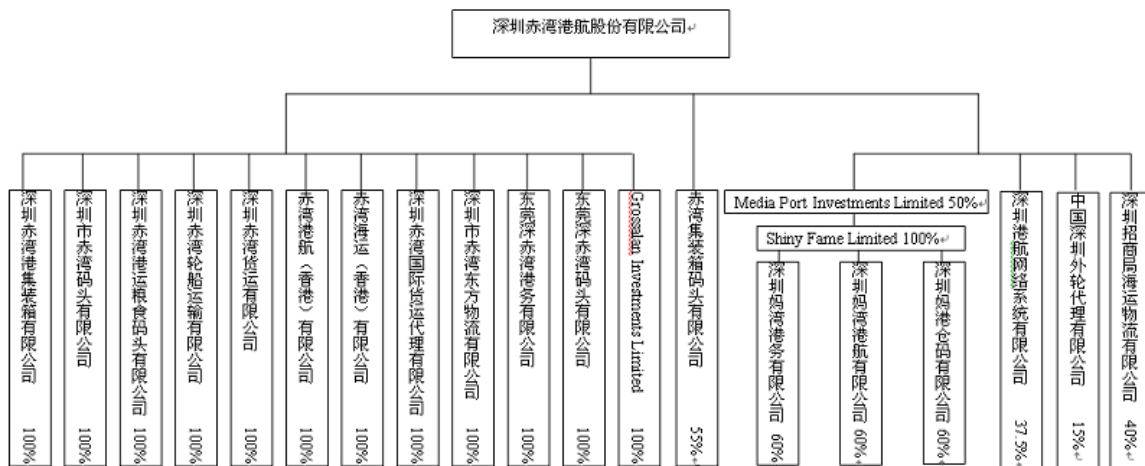 深圳赤湾港航股份有限公司
深圳赤湾港集装箱有限公司 100%
深圳市赤湾码头有限公司 100%
深圳赤湾港运粮食码头有限公司 100%
深圳赤湾轮船运输有限公司 100%
深圳赤湾货运有限公司 100%
赤湾港航（香港）有限公司 100%
赤湾海运（香港）有限公司 100%
深圳赤湾国际货运代理有限公司 100%
深圳市赤湾东方物流有限公司 100%
东莞深赤湾港务有限公司 100%
东莞深赤湾码头有限公司 100%
Grossalan Investments Limited 100%
赤湾集装箱码头有限公司 55%
Media Port Investments Limited 50%
Shiny Fame Limited 100%
深圳妈湾港务有限公司 60%
深圳妈湾港航有限公司 60%
深圳妈港仓码有限公司 60%
深圳港航网络系统有限公司 37.5%
中国深圳外轮代理有限公司 15%
深圳招商局海运物流有限公司 40%